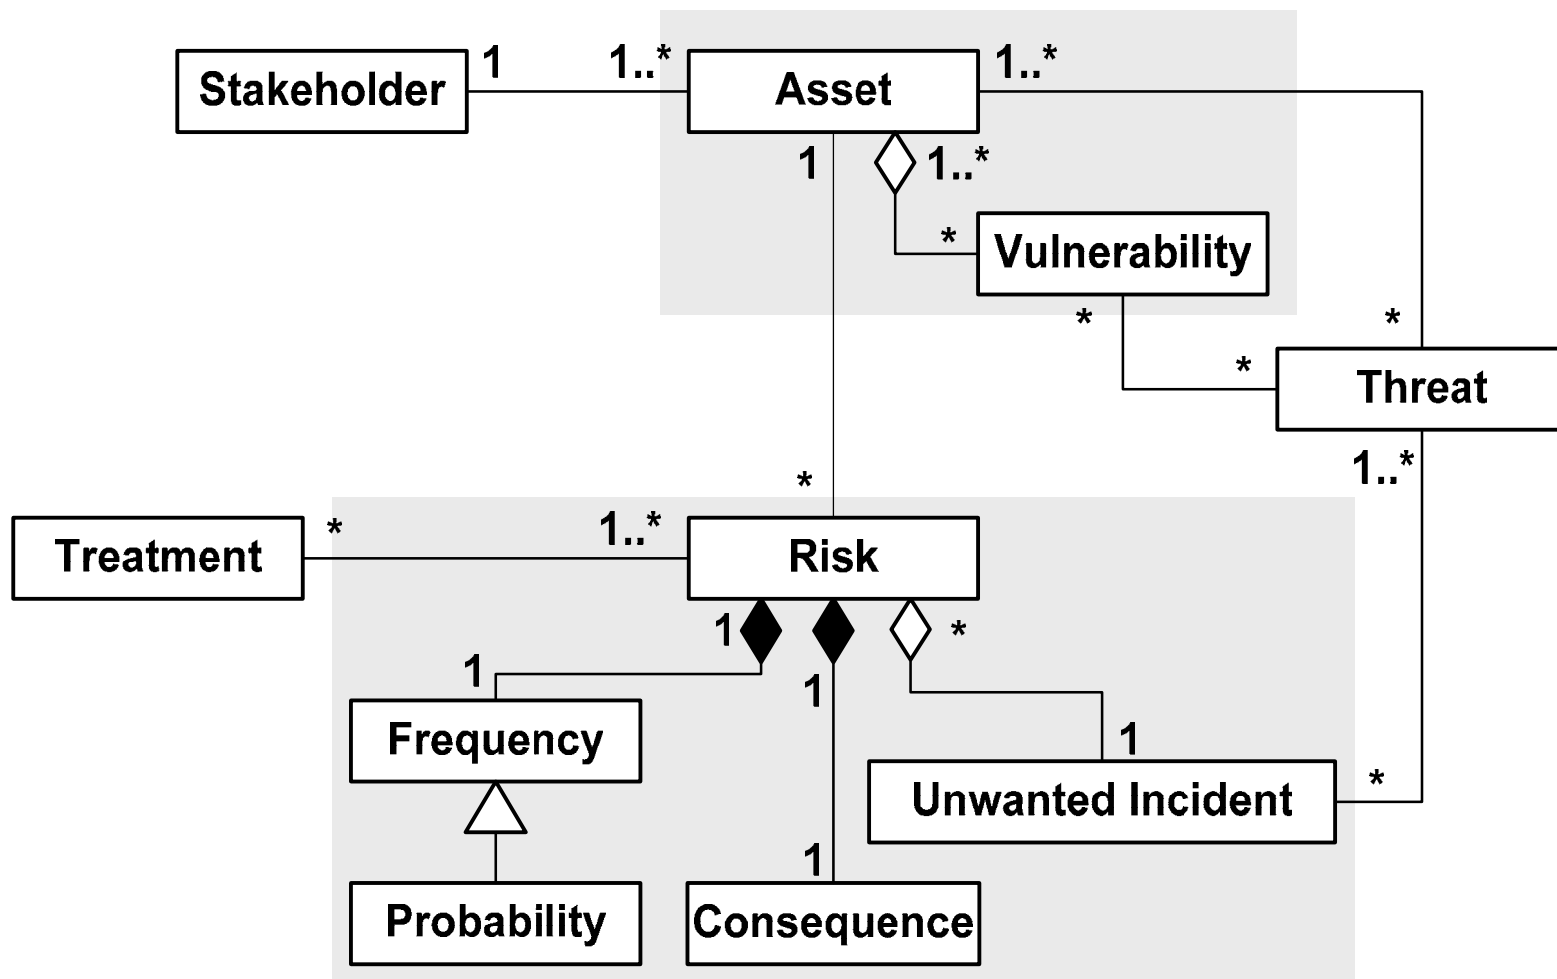 Stakeholder 1 1..* Asset 1..*
1 1..*
* Vulnerability
* *
* Threat
1..*
*
Treatment * 1..* Risk
1 *
1 1
Frequency 1
Unwanted Incident *
1
Probability Consequence